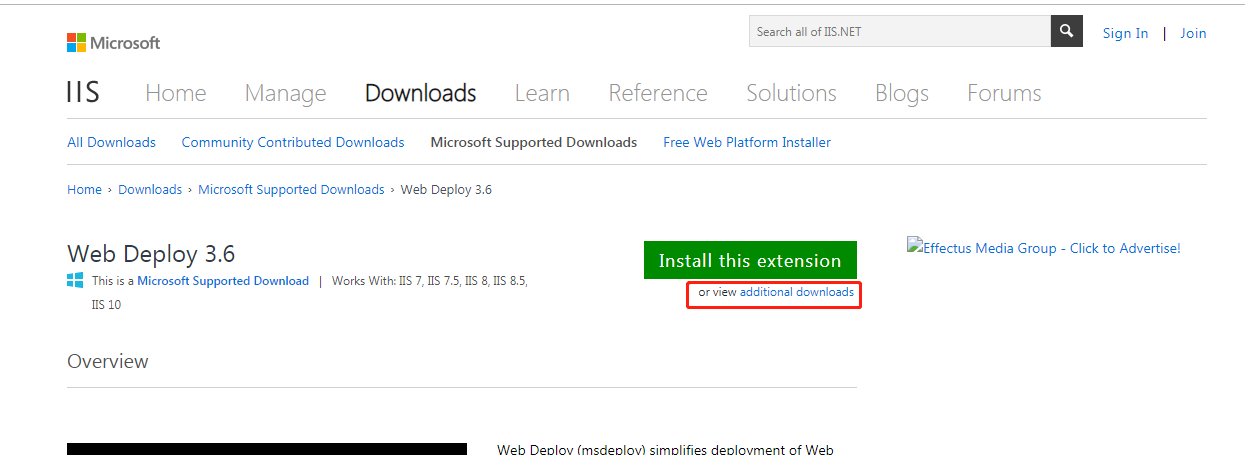 Microsoft
Search all of IIS.NET
Sign In | Join
IIS Home Manage Downloads Learn Reference Solutions Blogs Forums
All Downloads Community Contributed Downloads Microsoft Supported Downloads Free Web Platform Installer
Home › Downloads › Microsoft Supported Downloads › Web Deploy 3.6
Web Deploy 3.6
This is a Microsoft Supported Download | Works With: IIS 7, IIS 7.5, IIS 8, IIS 8.5,
IIS 10
Install this extension
or view additional downloads
Effectus Media Group - Click to Advertise!
Overview
Web Deploy (msdeploy) simplifies deployment of Web